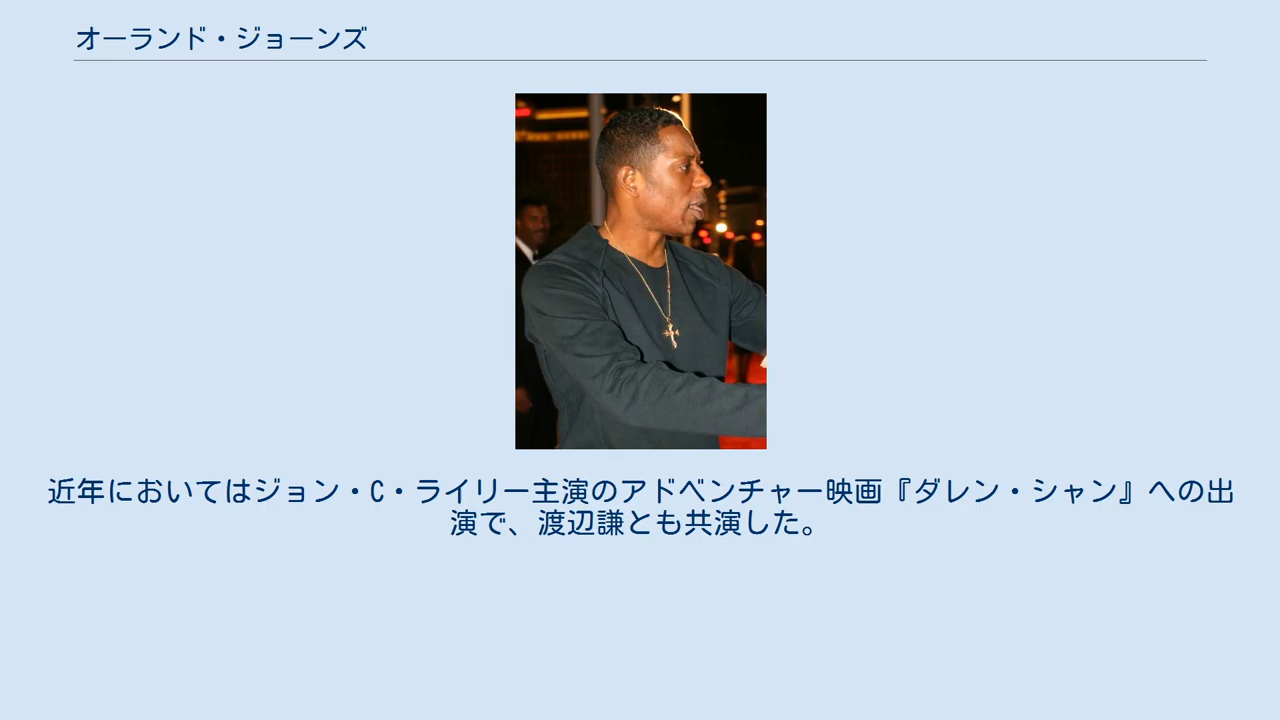 オーランド・ジョーンズ
近年においてはジョン・C・ライリー主演のアドベンチャー映画『ダレン・シャン』への出
演で、渡辺謙とも共演した。